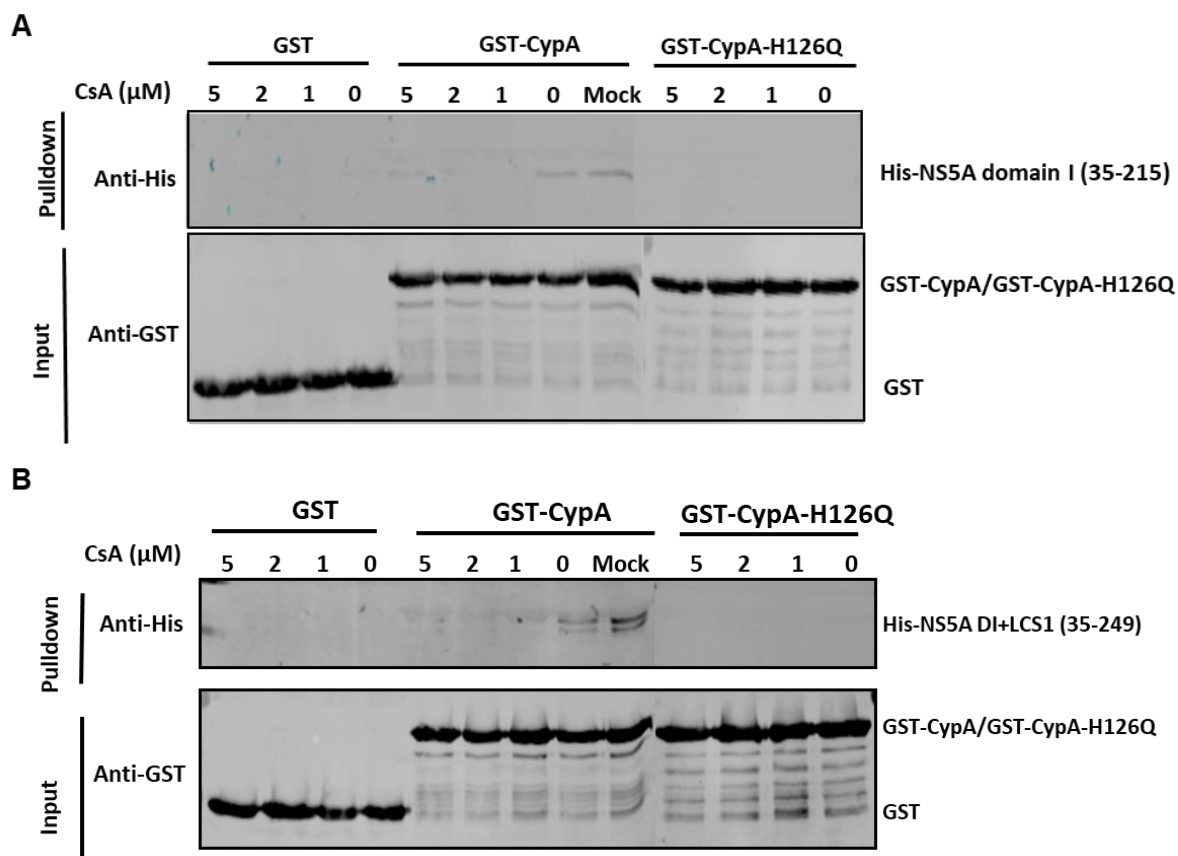 A
GST GST-CypA GST-CypA-H126Q
CsA (μM) 5 2 1 0 5 2 1 0 Mock 5 2 1 0
Pulldown Anti-His His-NS5A domain I (35-215)
GST-CypA/GST-CypA-H126Q
Input Anti-GST
GST
B
GST GST-CypA GST-CypA-H126Q
CsA (μM) 5 2 1 0 5 2 1 0 Mock 5 2 1 0
Pulldown Anti-His His-NS5A DI+LCS1 (35-249)
GST-CypA/GST-CypA-H126Q
Input Anti-GST
GST